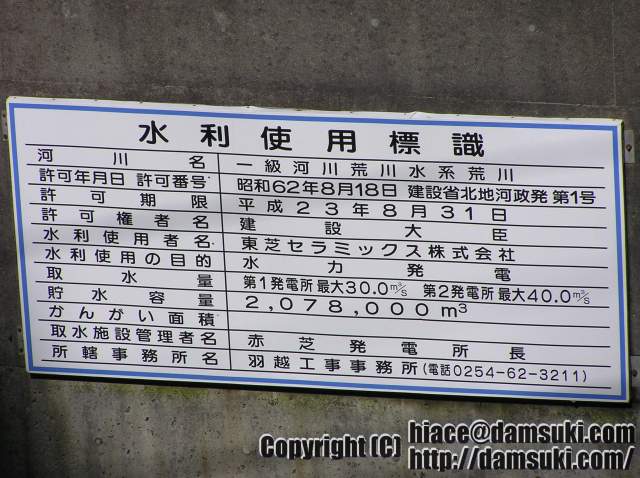 水利使用標識
河川名 一級河川荒川水系荒川
許可年月日 許可番号 昭和62年8月18日 建設省北地河政発 第1号
許可期限 平成23年8月31日
許可権者名 建設大臣
水利使用者名 東芝セラミックス株式会社
水利使用の目的 水力発電
取水量 第1発電所 最大30.0㎥/S 第2発電所 最大40.0㎥/S
貯水容量 2,078,000m³
かんがい面積
取水施設管理者名 赤芝発電所長
所轄事務所名 羽越工事事務所(電話0254-62-3211)
Copyright (C) hiace@damsuki.com
http://damsuki.com/